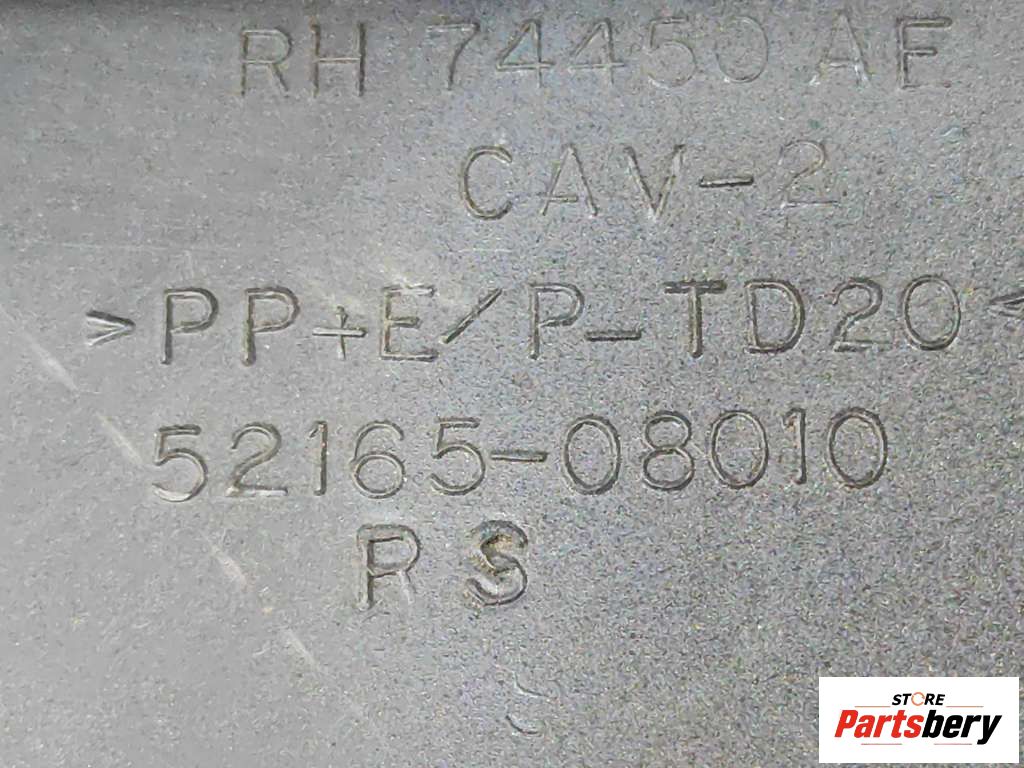 RH 74450 AF
CAV-2
>PP+E/P-TD20<
52165-08010
RS
STORE
Partsbery